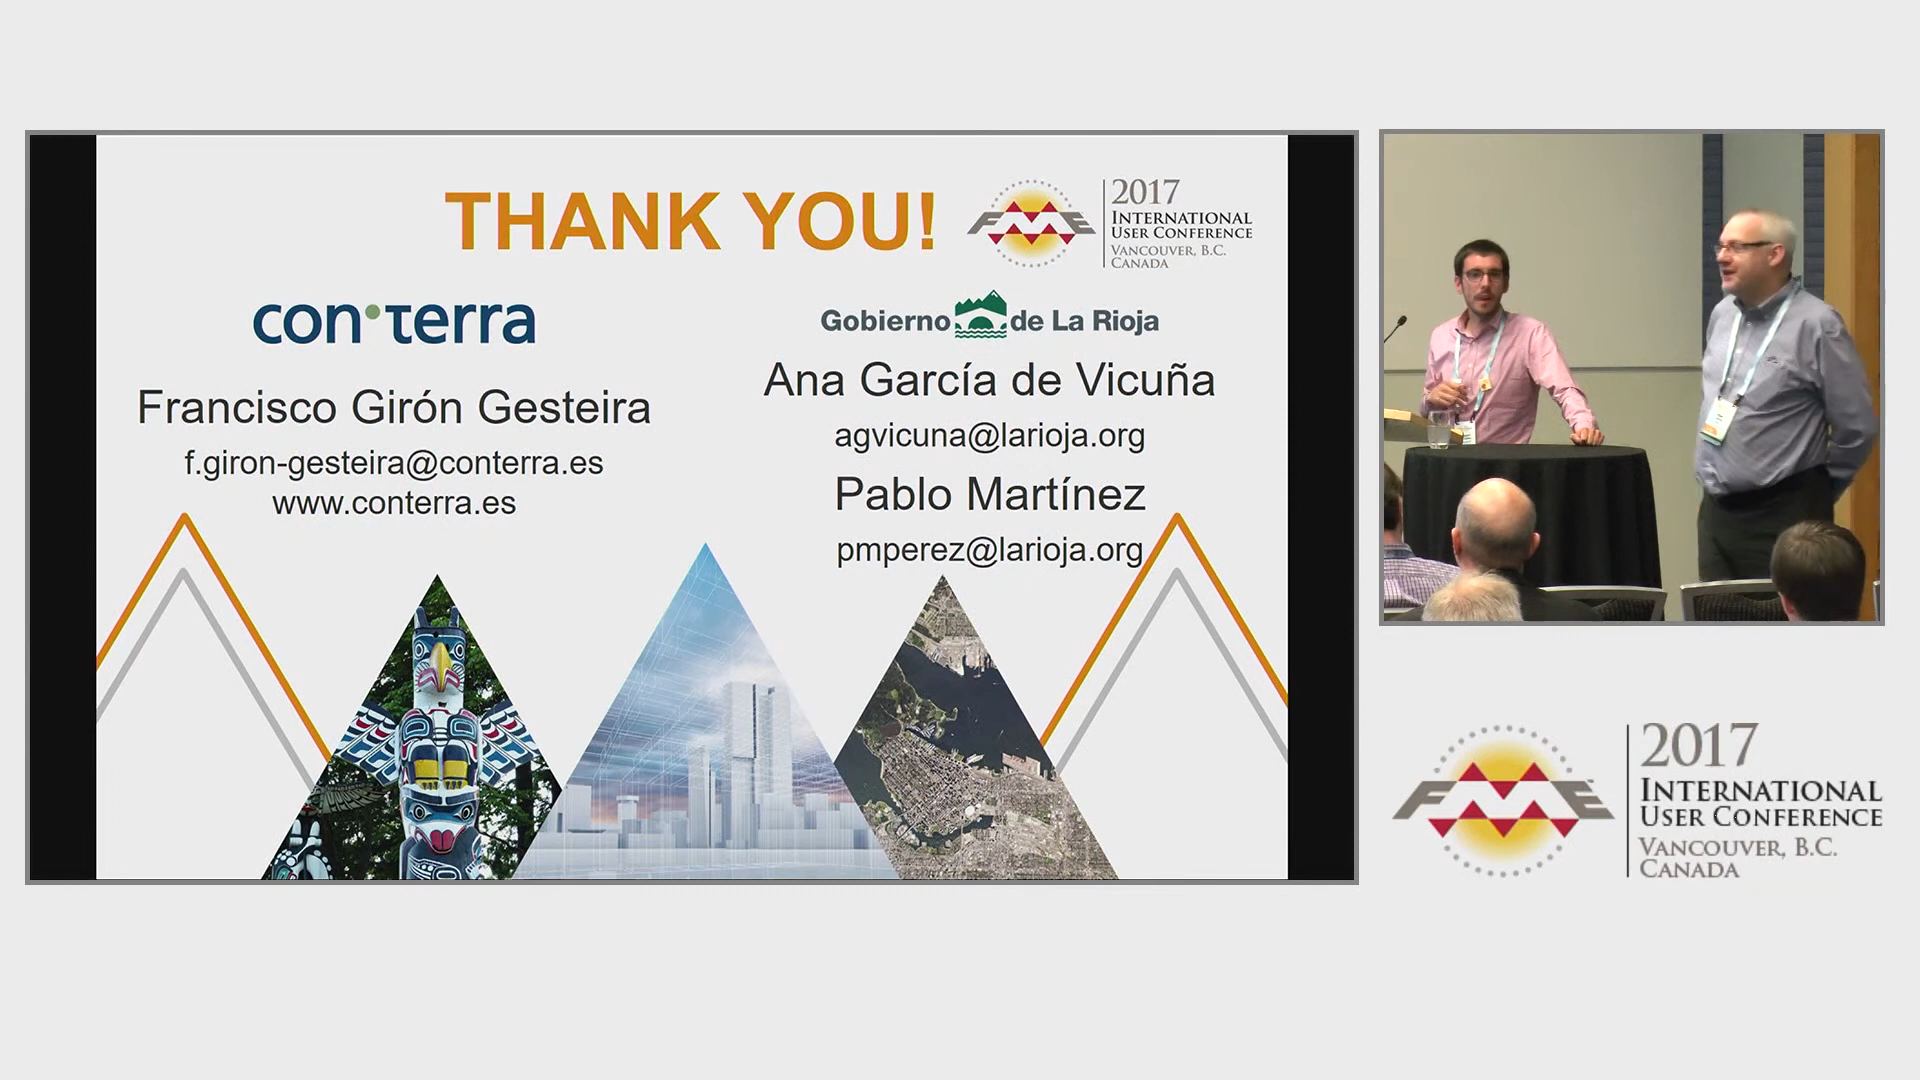 THANK YOU!
FME
2017
INTERNATIONAL
USER CONFERENCE
VANCOUVER, B.C.
CANADA
con·terra
Francisco Girón Gesteira
f.giron-gesteira@conterra.es
www.conterra.es
Gobierno de La Rioja
Ana García de Vicuña
agvicuna@larioja.org
Pablo Martínez
pmperez@larioja.org
FME
2017
INTERNATIONAL
USER CONFERENCE
VANCOUVER, B.C.
CANADA